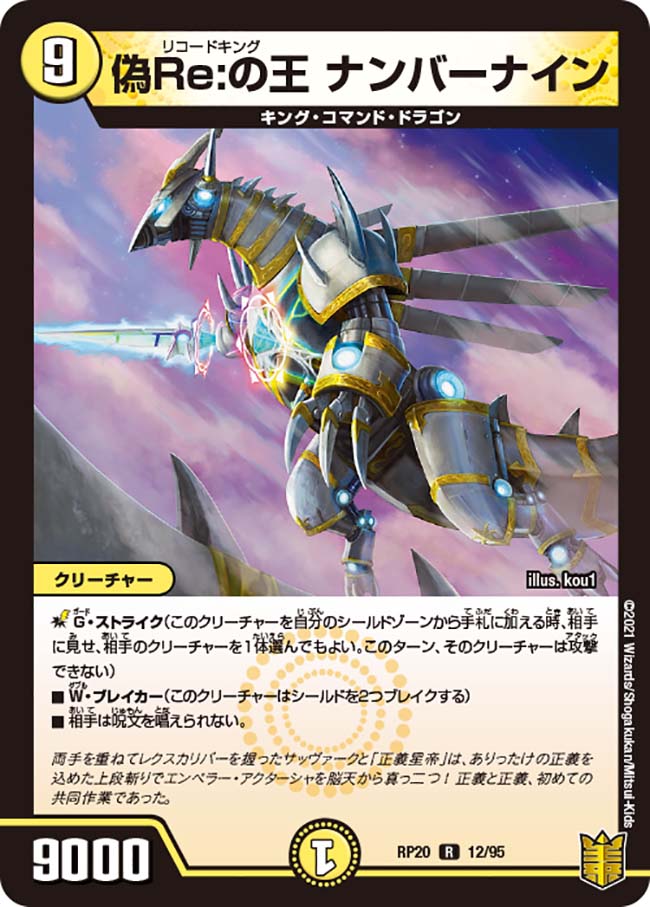 リコードキング
9 偽Re:の王 ナンバーナイン
キング・コマンド・ドラゴン
クリーチャー
illus. kou1
G・ストライク(このクリーチャーを自分のシールドゾーンから手札に加える時、相手
に見せ、相手のクリーチャーを1体選んでもよい。このターン、そのクリーチャーは攻撃
できない)
■W・ブレイカー(このクリーチャーはシールドを2つブレイクする)
■相手は呪文を唱えられない。
両手を重ねてレクスカリバーを握ったサッヴァークと「正義星帝」は、ありったけの正義を
込めた上段斬りでエンペラー・アクターシャを脳天から真っ二つ!正義と正義、初めての
共同作業であった。
©2021 Wizards/Shogakukan/Mitsui-Kids
9000
1
RP20 R 12/95